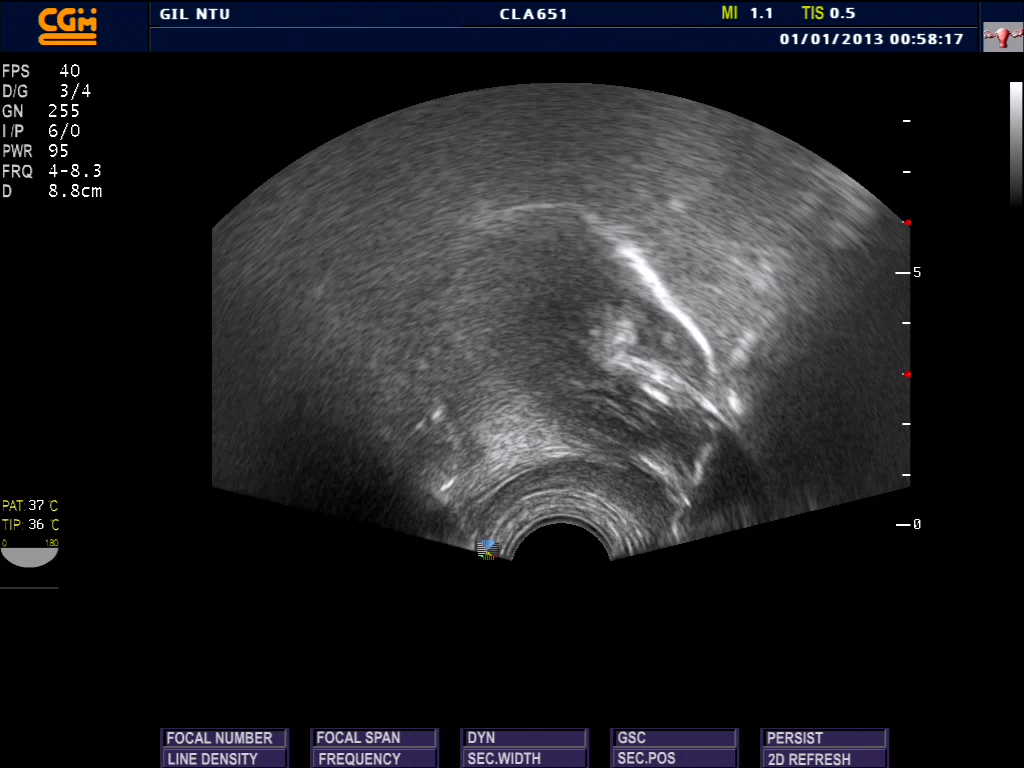 CGM
GIL NTU CLA651 MI 1.1 TIS 0.5
01/01/2013 00:58:17
FPS 40
D/G 3/4
GN 255
I/P 6/0
PWR 95
FRQ 4-8.3
D 8.8cm
5
PAT: 37 °C
TIP: 36 °C
0 180
0
FOCAL NUMBER FOCAL SPAN DYN GSC PERSIST
LINE DENSITY FREQUENCY SEC.WIDTH SEC.POS 2D REFRESH